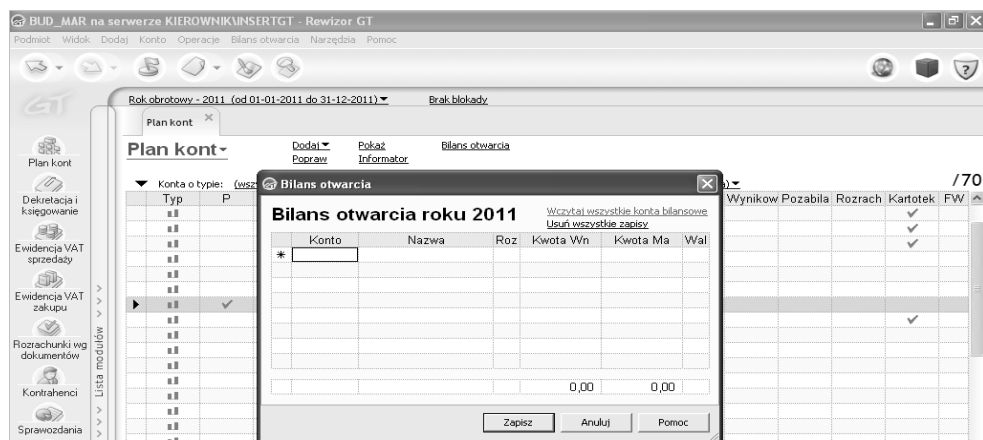 BUD_MAR na serwerze KIEROWNIK\INSERTGT - Rewizor GT
Podmiot Widok Dodaj Konto Operacje Bilans otwarcia Narzędzia Pomoc
GT
Rok obrotowy - 2011 (od 01-01-2011 do 31-12-2011)
Brak blokady
Plan kont
Plan kont
Dodaj
Popraw
Pokaż
Informator
Bilans otwarcia
Konta o typie:
/70
Typ P
Wynikow Pozabila Rozrach Kartotek FW
Plan kont
Dekretacja i
księgowanie
Ewidencja VAT
sprzedaży
Ewidencja VAT
zakupu
Rozrachunki wg
dokumentów
Kontrahenci
Sprawozdania
Lista modułów
Bilans otwarcia
Bilans otwarcia roku 2011
Wczytaj wszystkie konta bilansowe
Usuń wszystkie zapisy
Konto Nazwa Roz Kwota Wn Kwota Ma Wal
0,00 0,00
Zapisz Anuluj Pomoc